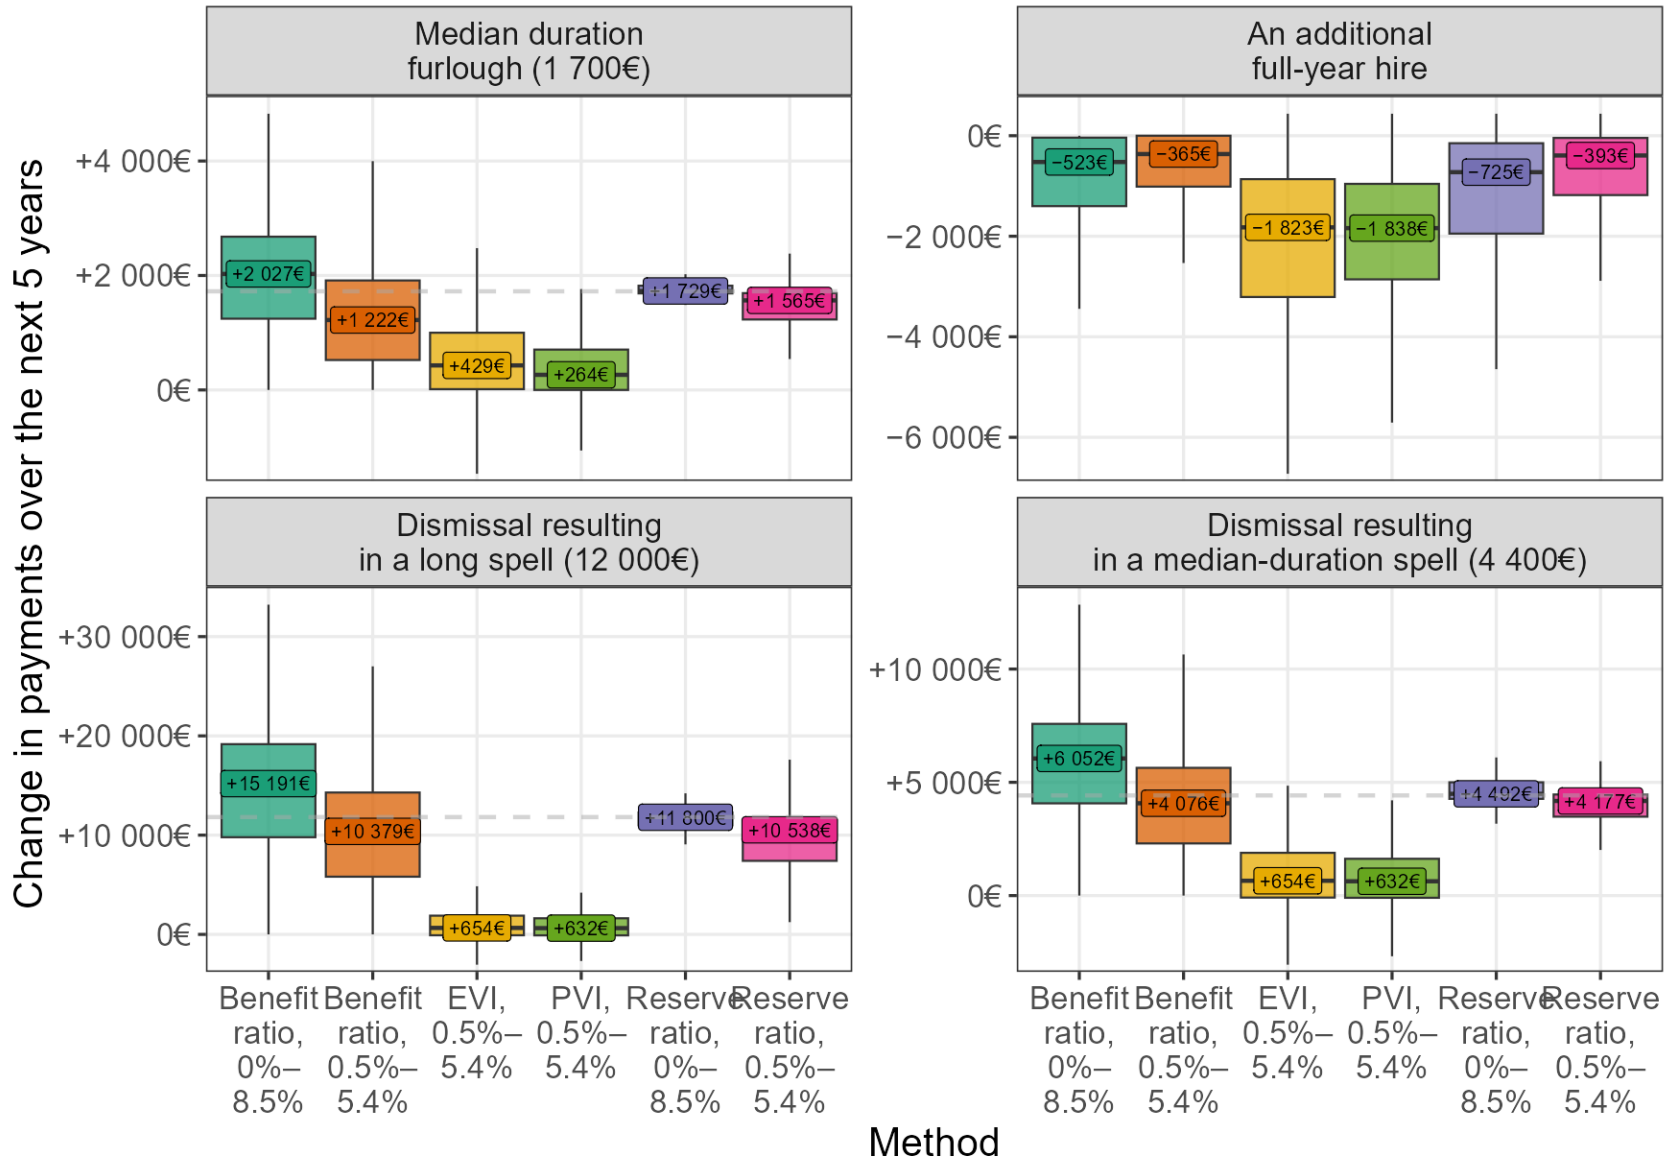 Change in payments over the next 5 years
Median duration
furlough (1 700€)
+4 000€
+2 000€
0€
+2 027€
+1 222€
+429€
+264€
+1 729€
+1 565€
An additional
full-year hire
0€
−2 000€
−4 000€
−6 000€
−523€
−365€
−1 823€
−1 838€
−725€
−393€
Dismissal resulting
in a long spell (12 000€)
+30 000€
+20 000€
+10 000€
0€
+15 191€
+10 379€
+654€
+632€
+11 800€
+10 538€
Dismissal resulting
in a median-duration spell (4 400€)
+10 000€
+5 000€
0€
+6 052€
+4 076€
+654€
+632€
+4 492€
+4 177€
Benefit
ratio,
0%–
8.5%
Benefit
ratio,
0.5%–
5.4%
EVI,
0.5%–
5.4%
PVI,
0.5%–
5.4%
Reserve
ratio,
0%–
8.5%
Reserve
ratio,
0.5%–
5.4%
Benefit
ratio,
0%–
8.5%
Benefit
ratio,
0.5%–
5.4%
EVI,
0.5%–
5.4%
PVI,
0.5%–
5.4%
Reserve
ratio,
0%–
8.5%
Reserve
ratio,
0.5%–
5.4%
Method